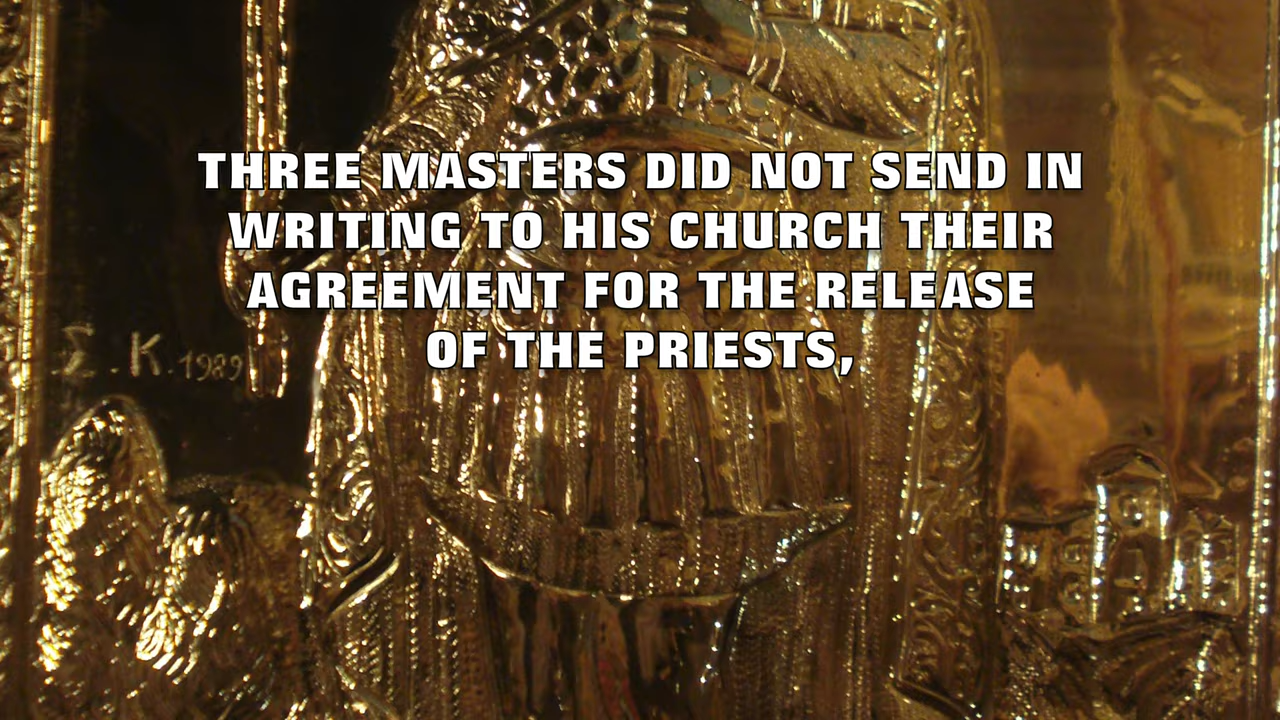 THREE MASTERS DID NOT SEND IN
WRITING TO HIS CHURCH THEIR
AGREEMENT FOR THE RELEASE
OF THE PRIESTS,
Σ. Κ. 1989